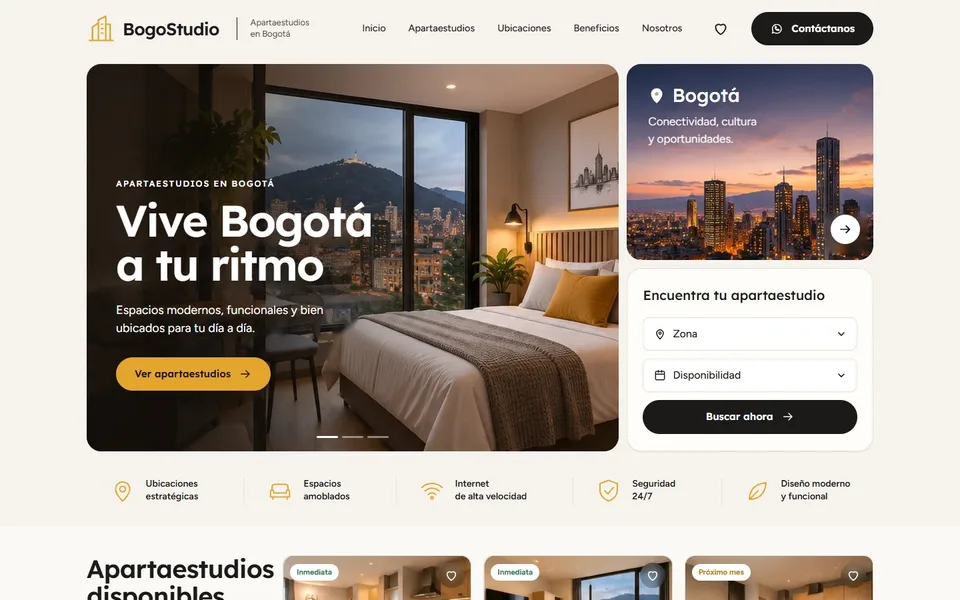 BogoStudio
Apartaestudios
en Bogotá
Inicio
Apartaestudios
Ubicaciones
Beneficios
Nosotros
Contáctanos
APARTAESTUDIOS EN BOGOTÁ
Vive Bogotá
a tu ritmo
Espacios modernos, funcionales y bien
ubicados para tu día a día.
Ver apartaestudios
Bogotá
Conectividad, cultura
y oportunidades.
Encuentra tu apartaestudio
Zona
Disponibilidad
Buscar ahora
Ubicaciones
estratégicas
Espacios
amoblados
Internet
de alta velocidad
Seguridad
24/7
Diseño moderno
y funcional
Apartaestudios
disponibles
Inmediata
Inmediata
Próximo mes